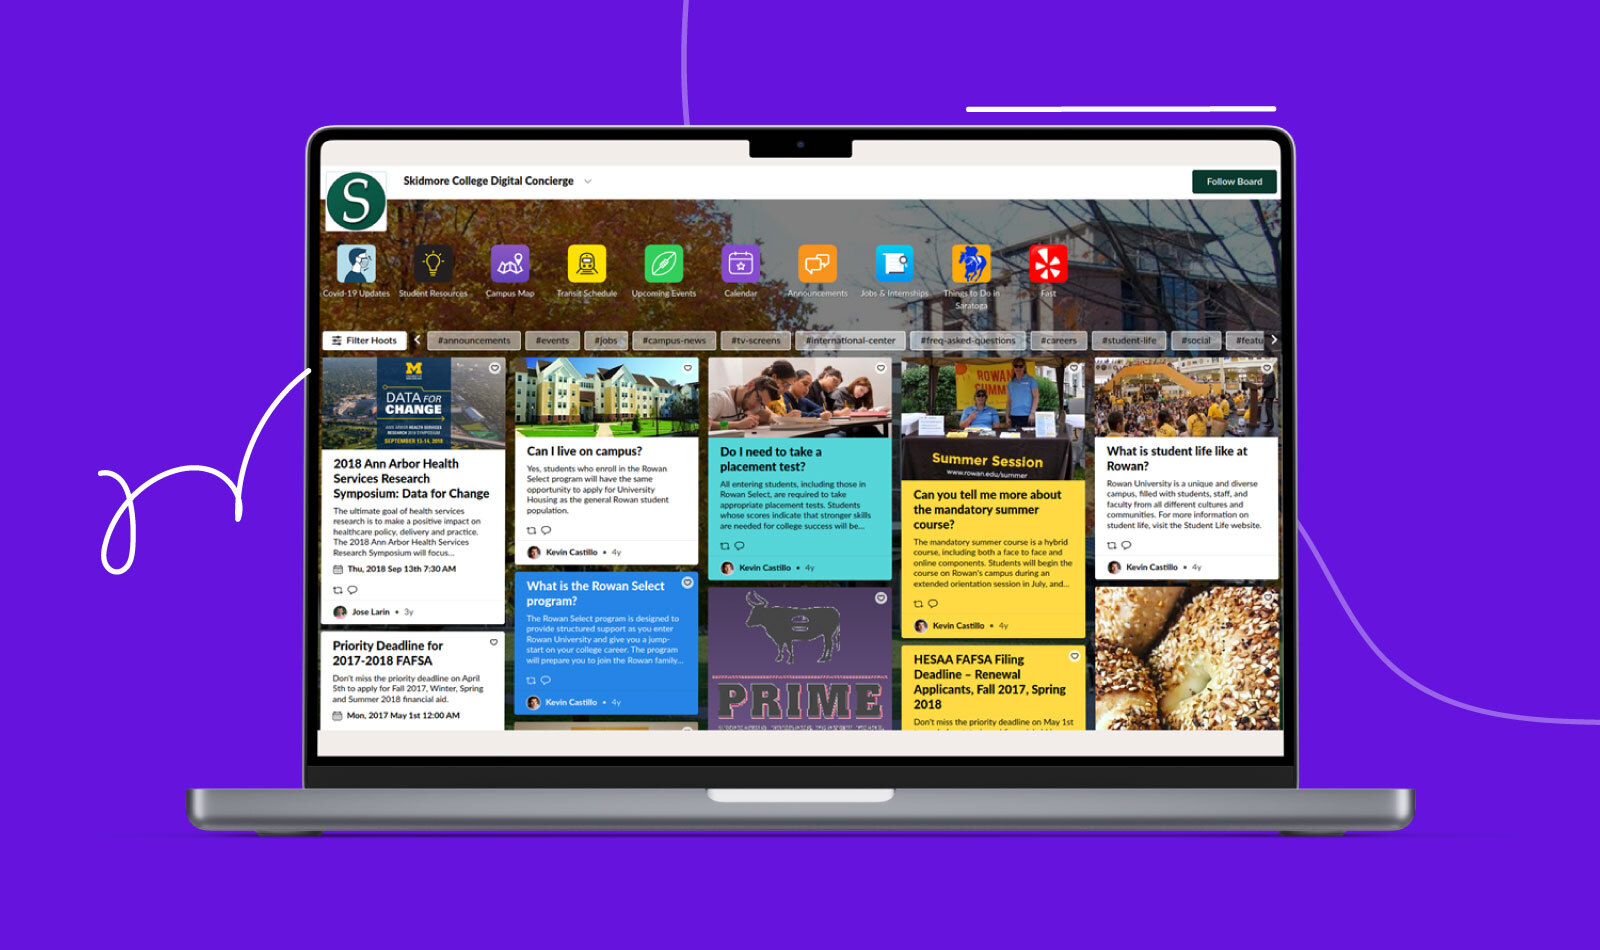 S
Skidmore College Digital Concierge
Follow Board
Covid-19 Updates
Student Resources
Campus Map
Transit Schedule
Upcoming Events
Calendar
Announcements
Jobs & Internships
Things to Do in
Saratoga
Fast
Filter Hoots
#announcements
#events
#jobs
#campus-news
#tv-screens
#international-center
#freq-asked-questions
#careers
#student-life
#social
#featu
M
DATA FOR
CHANGE
ANN ARBOR HEALTH SERVICES
RESEARCH 2018 SYMPOSIUM
SEPTEMBER 13-14, 2018
2018 Ann Arbor Health
Services Research
Symposium: Data for Change
The ultimate goal of health services
research is to make a positive impact on
healthcare policy, delivery and practice.
The 2018 Ann Arbor Health Services
Research Symposium will focus...
Thu, 2018 Sep 13th 7:30 AM
Jose Larin • 3y
Priority Deadline for
2017-2018 FAFSA
Don't miss the priority deadline on April
5th to apply for Fall 2017, Winter, Spring
and Summer 2018 financial aid.
Mon, 2017 May 1st 12:00 AM
Can I live on campus?
Yes, students who enroll in the Rowan
Select program will have the same
opportunity to apply for University
Housing as the general Rowan student
population.
Kevin Castillo • 4y
What is the Rowan Select
program?
The Rowan Select program is designed to
provide structured support as you enter
Rowan University and give you a jump-
start on your college career. The program
will prepare you to join the Rowan family...
Kevin Castillo • 4y
Do I need to take a
placement test?
All entering students, including those in
Rowan Select, are required to take
appropriate placement tests. Students
whose scores indicate that stronger skills
are needed for college success will be...
Kevin Castillo • 4y
PRIME
ROWAN
SUMM
Summer Session
www.rowan.edu/summer
Can you tell me more about
the mandatory summer
course?
The mandatory summer course is a hybrid
course, including both a face to face and
online components. Students will begin the
course on Rowan's campus during an
extended orientation session in July, and...
Kevin Castillo • 4y
HESAA FAFSA Filing
Deadline – Renewal
Applicants, Fall 2017, Spring
2018
Don't miss the priority deadline on May 1st
What is student life like at
Rowan?
Rowan University is a unique and diverse
campus, filled with students, staff, and
faculty from all different cultures and
communities. For more information on
student life, visit the Student Life website.
Kevin Castillo • 4y